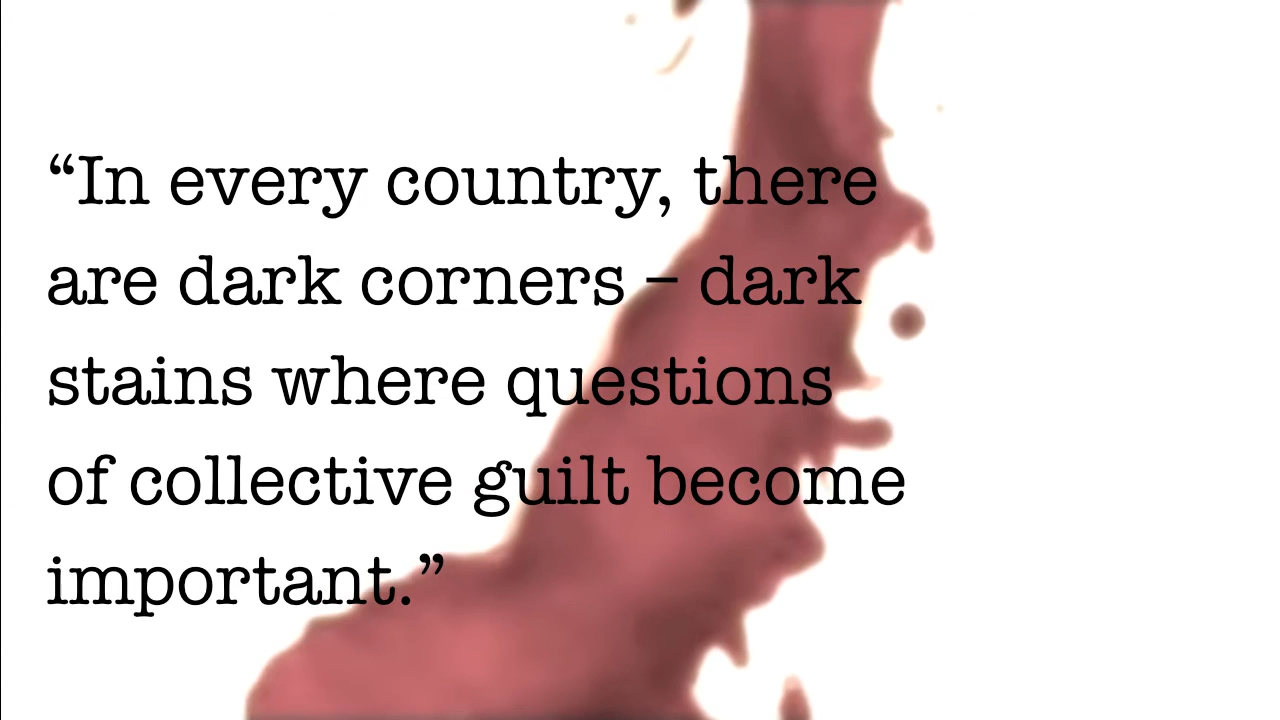 “In every country, there
are dark corners – dark
stains where questions
of collective guilt become
important.”